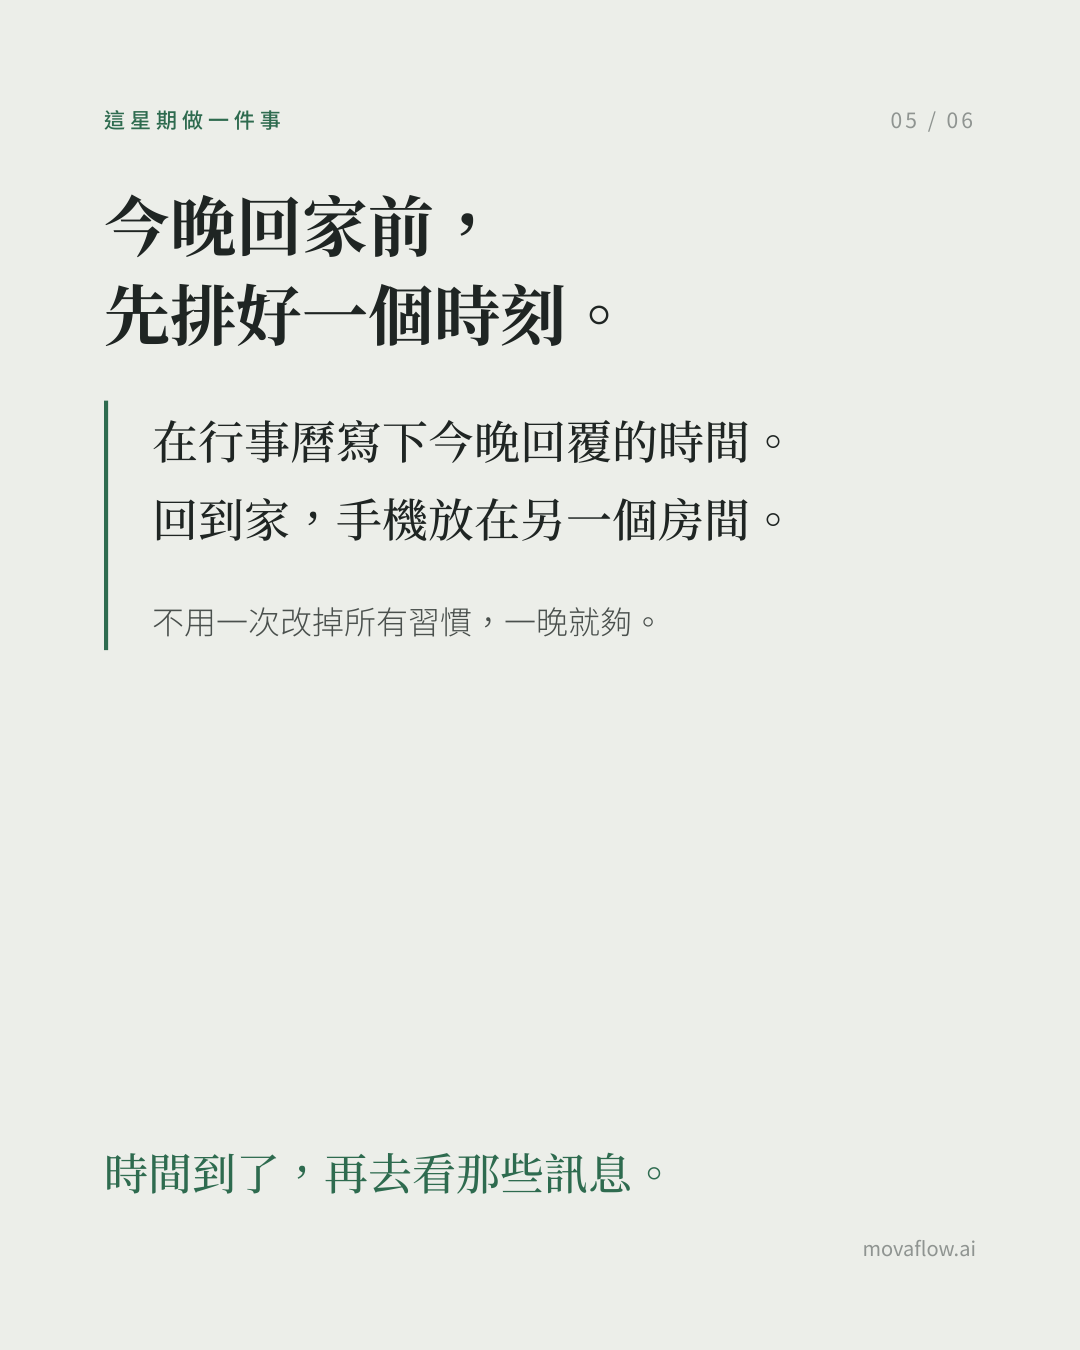 這星期做一件事
05 / 06
今晚回家前，
先排好一個時刻。
在行事曆寫下今晚回覆的時間。
回到家，手機放在另一個房間。
不用一次改掉所有習慣，一晚就夠。
時間到了，再去看那些訊息。
movaflow.ai